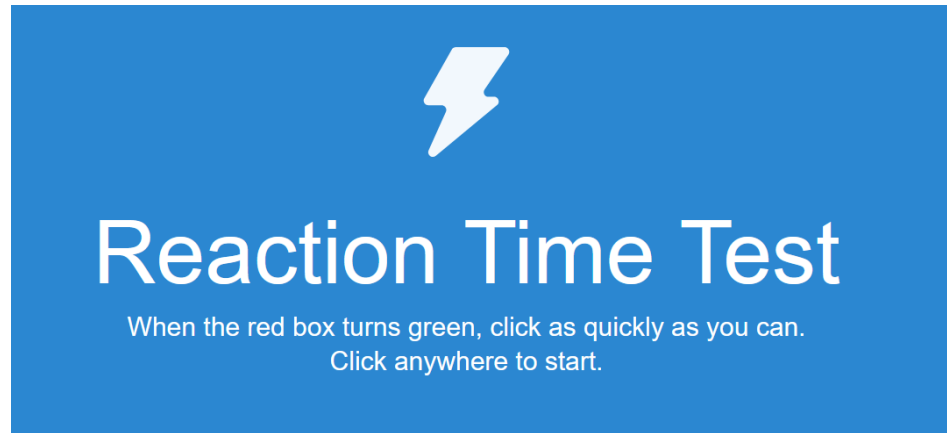 Reaction Time Test
When the red box turns green, click as quickly as you can.
Click anywhere to start.